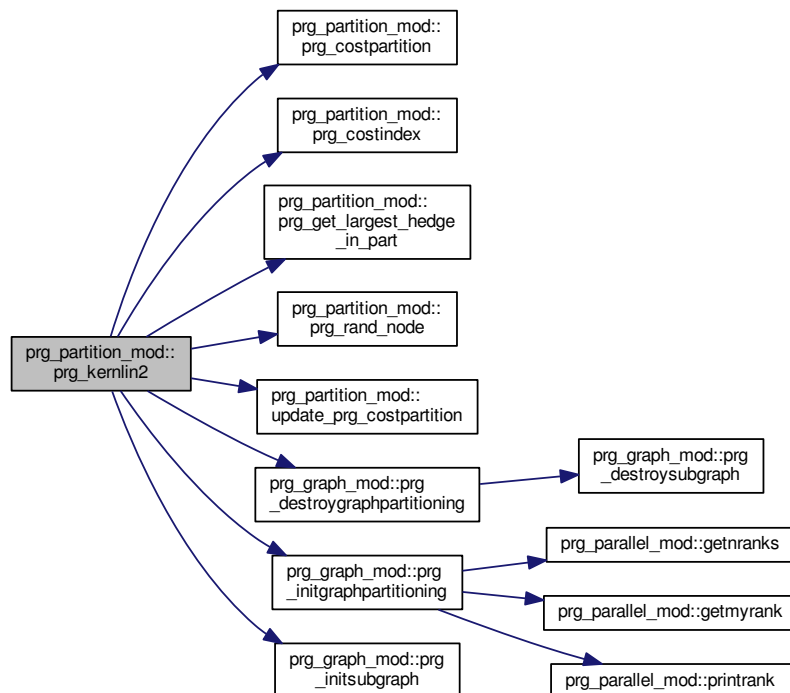 prg_partition_mod::
prg_costpartition
prg_partition_mod::
prg_costindex
prg_partition_mod::
prg_get_largest_hedge
_in_part
prg_partition_mod::
prg_rand_node
prg_partition_mod::
prg_kernlin2
prg_partition_mod::
update_prg_costpartition
prg_graph_mod::prg
_destroygraphpartitioning
prg_graph_mod::prg
_destroysubgraph
prg_graph_mod::prg
_initgraphpartitioning
prg_parallel_mod::getnranks
prg_parallel_mod::getmyrank
prg_parallel_mod::printrank
prg_graph_mod::prg
_initsubgraph